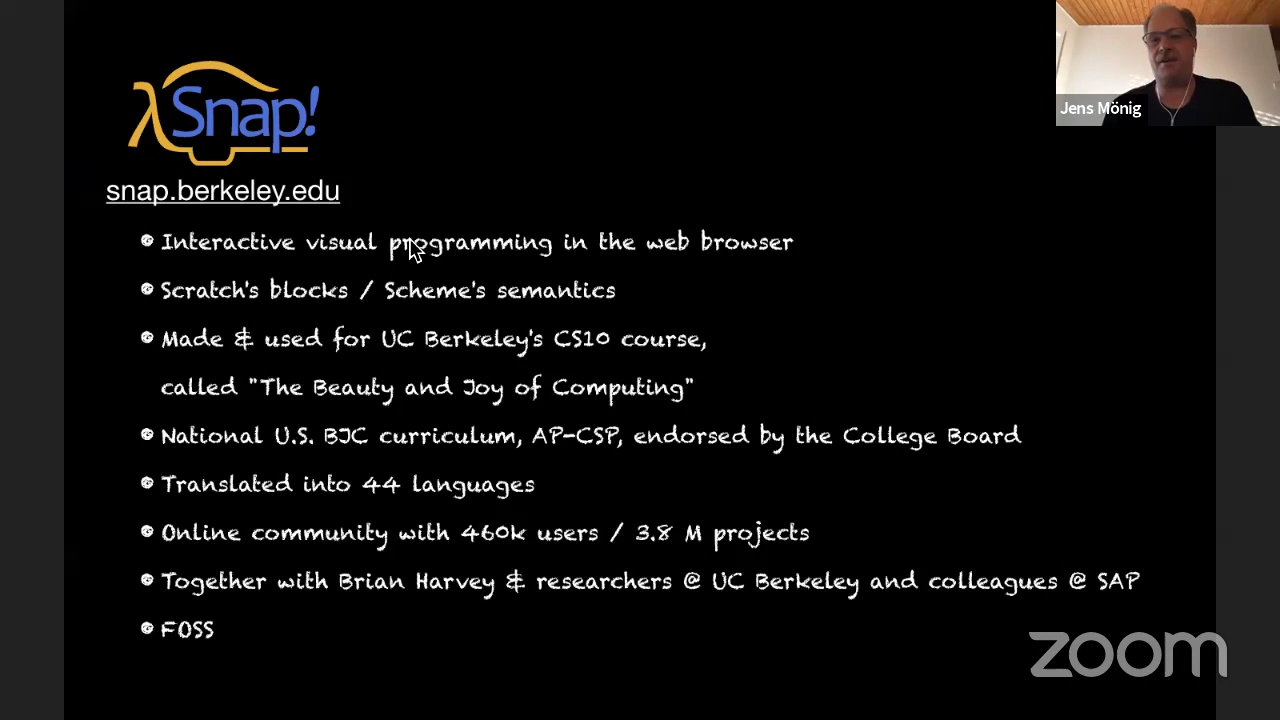 λSnap!
Jens Mönig
snap.berkeley.edu
Interactive visual programming in the web browser
Scratch's blocks / Scheme's semantics
Made & used for UC Berkeley's CS10 course,
called "The Beauty and Joy of Computing"
National U.S. BJC curriculum, AP-CSP, endorsed by the College Board
Translated into 44 languages
Online community with 460k users / 3.8 M projects
Together with Brian Harvey & researchers @ UC Berkeley and colleagues @ SAP
FOSS
zoom